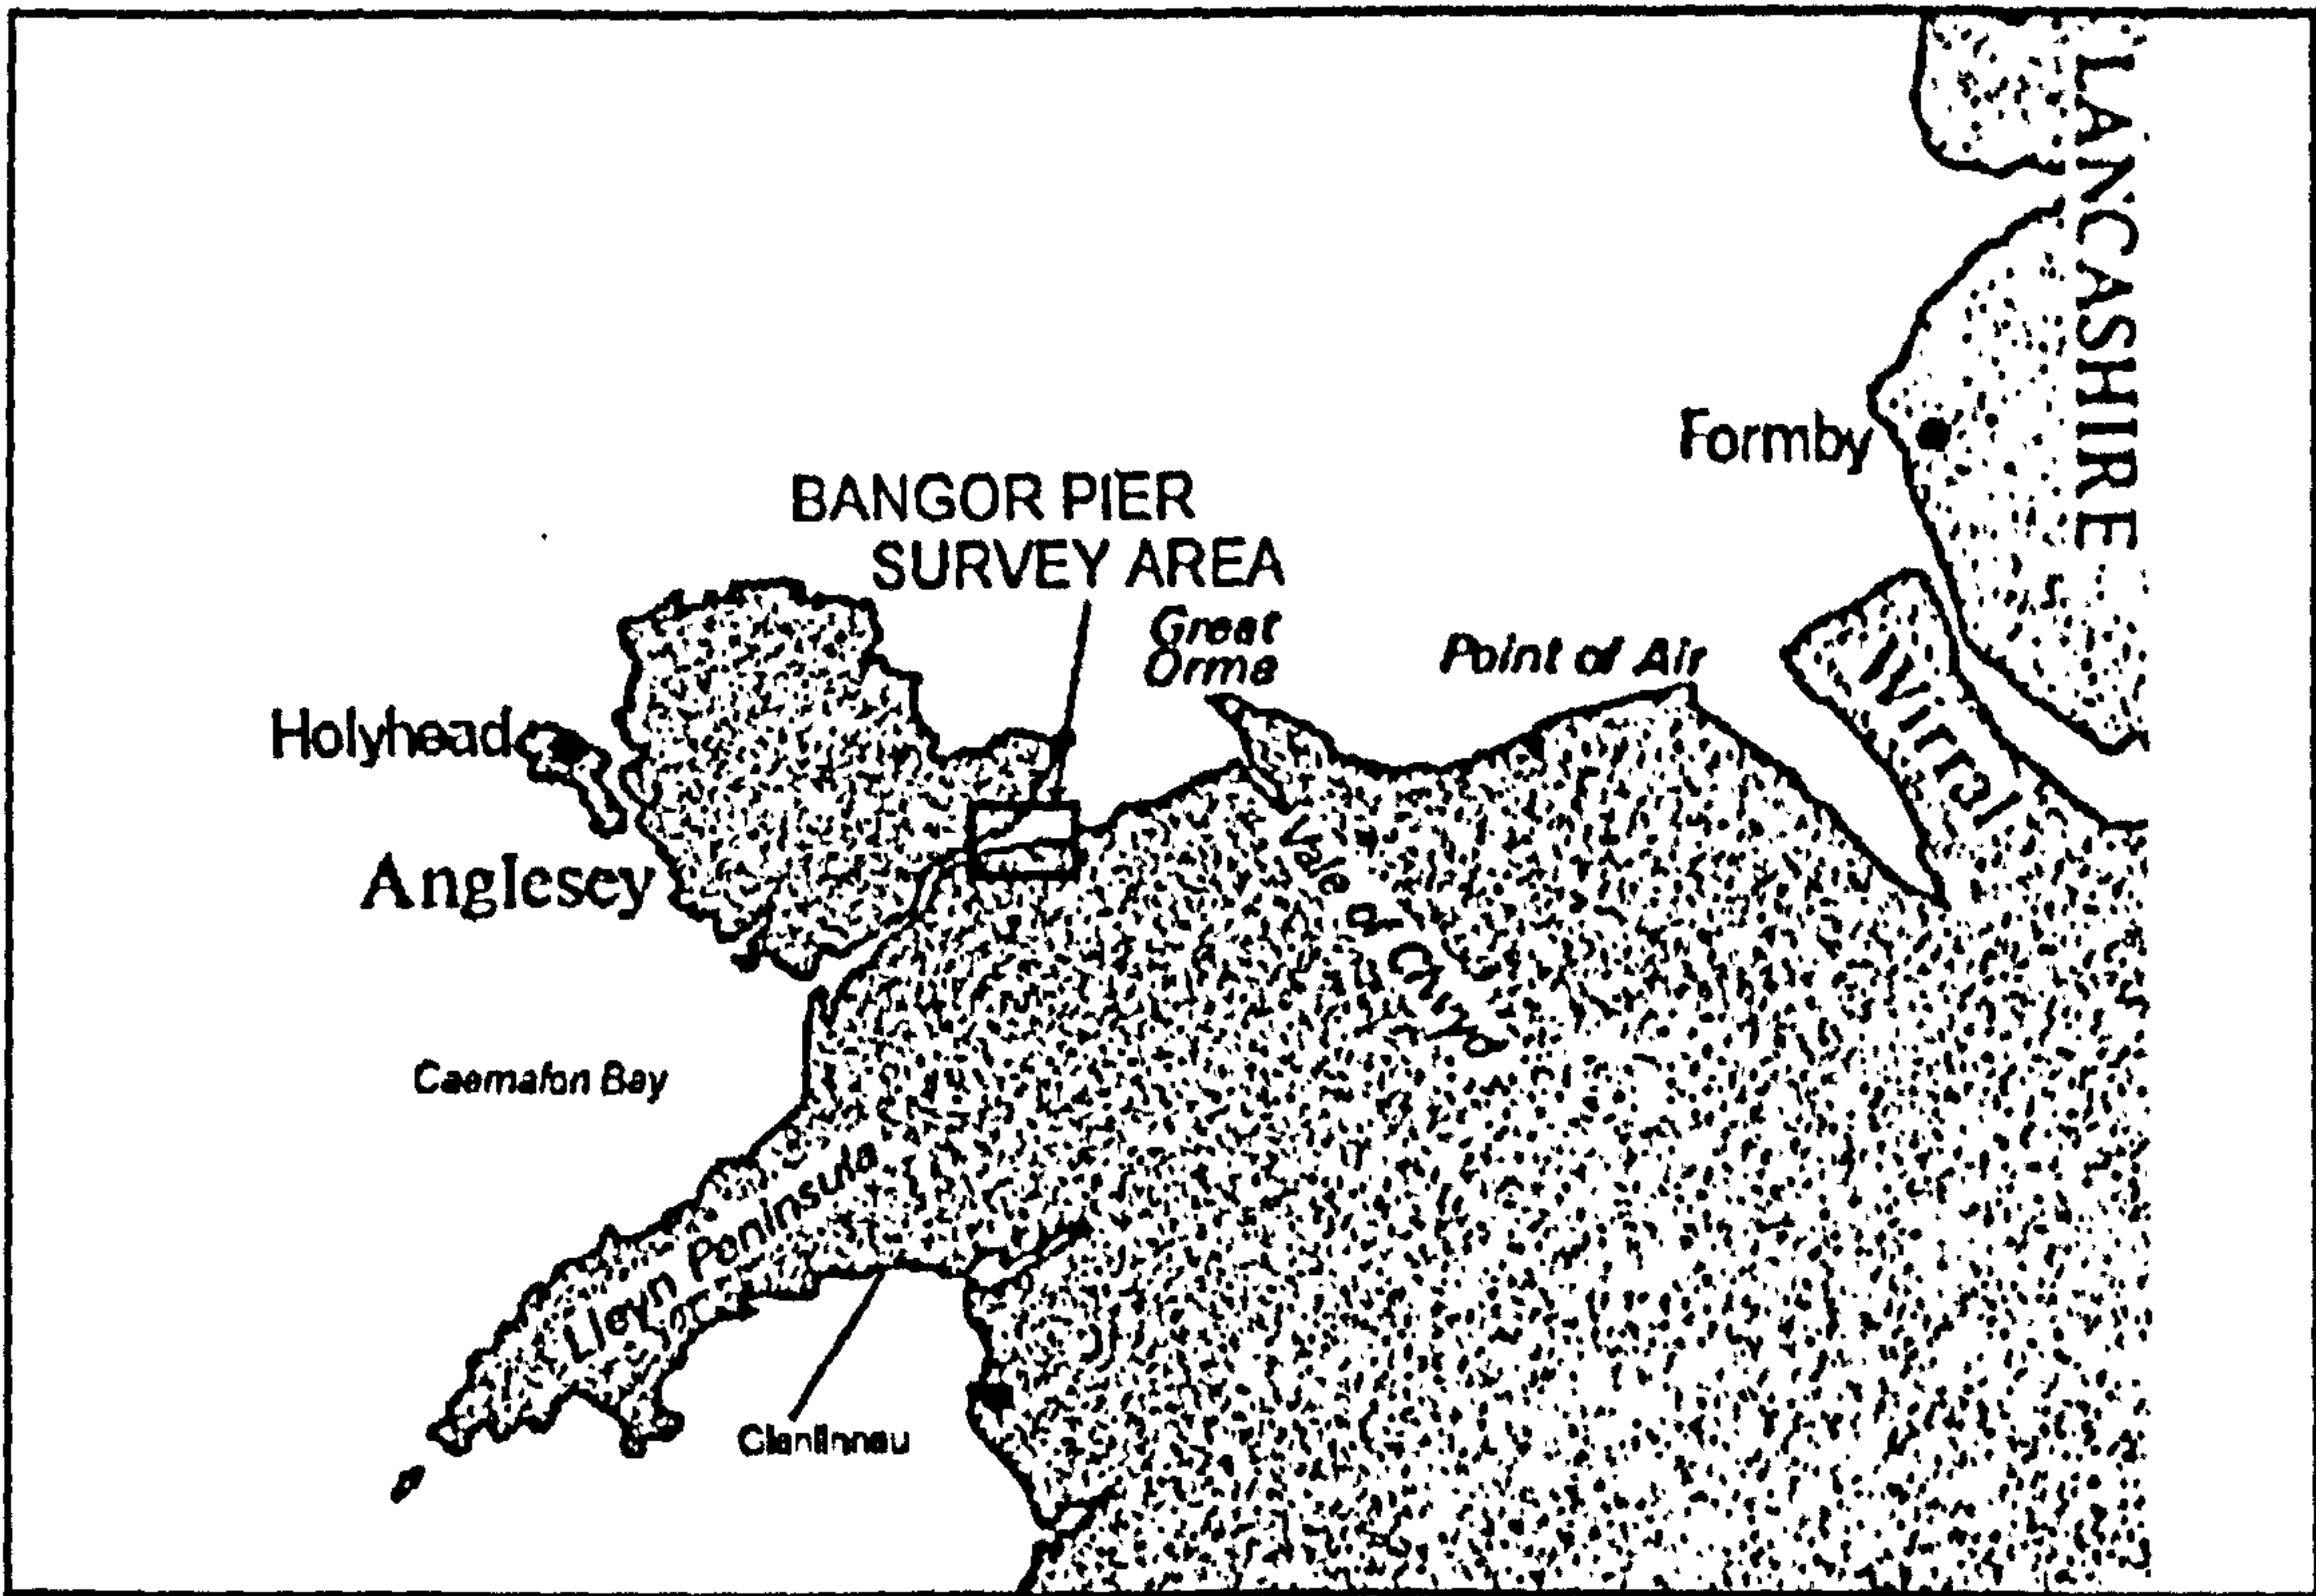 LANCASHIRE
Formby
BANGOR PIER
SURVEY AREA
Great
Orme
Point of Air
Wirral
Holyhead
Anglesey
Vale of Clwyd
Caernafon Bay
Lleyn Peninsula